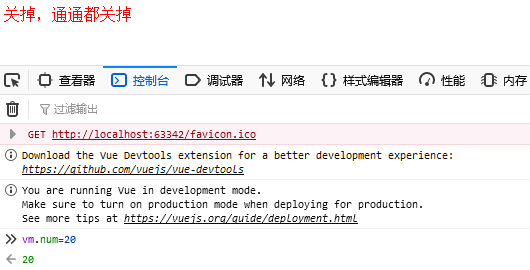 关掉，通通都关掉
查看器 控制台 调试器 网络 样式编辑器 性能 内存
过滤输出
GET http://localhost:63342/favicon.ico
Download the Vue Devtools extension for a better development experience:
https://github.com/vuejs/vue-devtools
You are running Vue in development mode.
Make sure to turn on production mode when deploying for production.
See more tips at https://vuejs.org/guide/deployment.html
vm.num=20
20